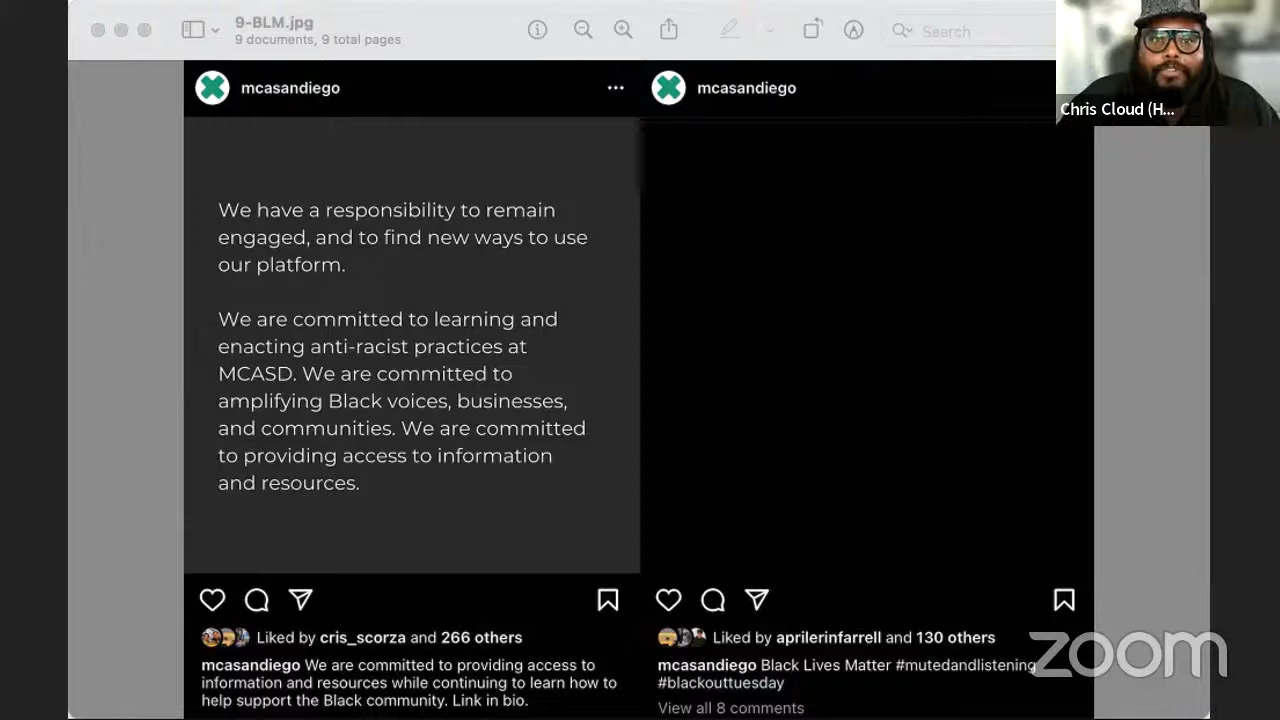 9-BLM.jpg
9 documents, 9 total pages
Search
Chris Cloud (H...
mcasandiego
We have a responsibility to remain
engaged, and to find new ways to use
our platform.
We are committed to learning and
enacting anti-racist practices at
MCASD. We are committed to
amplifying Black voices, businesses,
and communities. We are committed
to providing access to information
and resources.
Liked by cris_scorza and 266 others
mcasandiego We are committed to providing access to
information and resources while continuing to learn how to
help support the Black community. Link in bio.
mcasandiego
Liked by aprilerinfarrell and 130 others
mcasandiego Black Lives Matter #mutedandlistening
#blackouttuesday
View all 8 comments
zoom